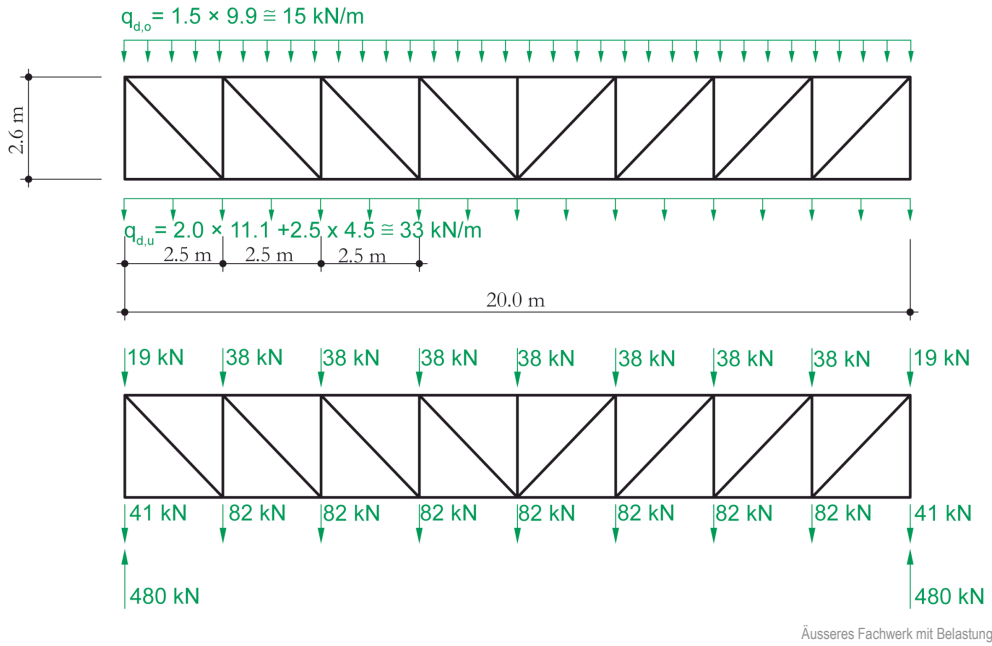 q_d,o = 1.5 × 9.9 ≅ 15 kN/m
2.6 m
q_d,u = 2.0 × 11.1 +2.5 x 4.5 ≅ 33 kN/m
2.5 m 2.5 m 2.5 m
20.0 m
19 kN 38 kN 38 kN 38 kN 38 kN 38 kN 38 kN 38 kN 19 kN
41 kN 82 kN 82 kN 82 kN 82 kN 82 kN 82 kN 82 kN 41 kN
480 kN 480 kN
Äusseres Fachwerk mit Belastung